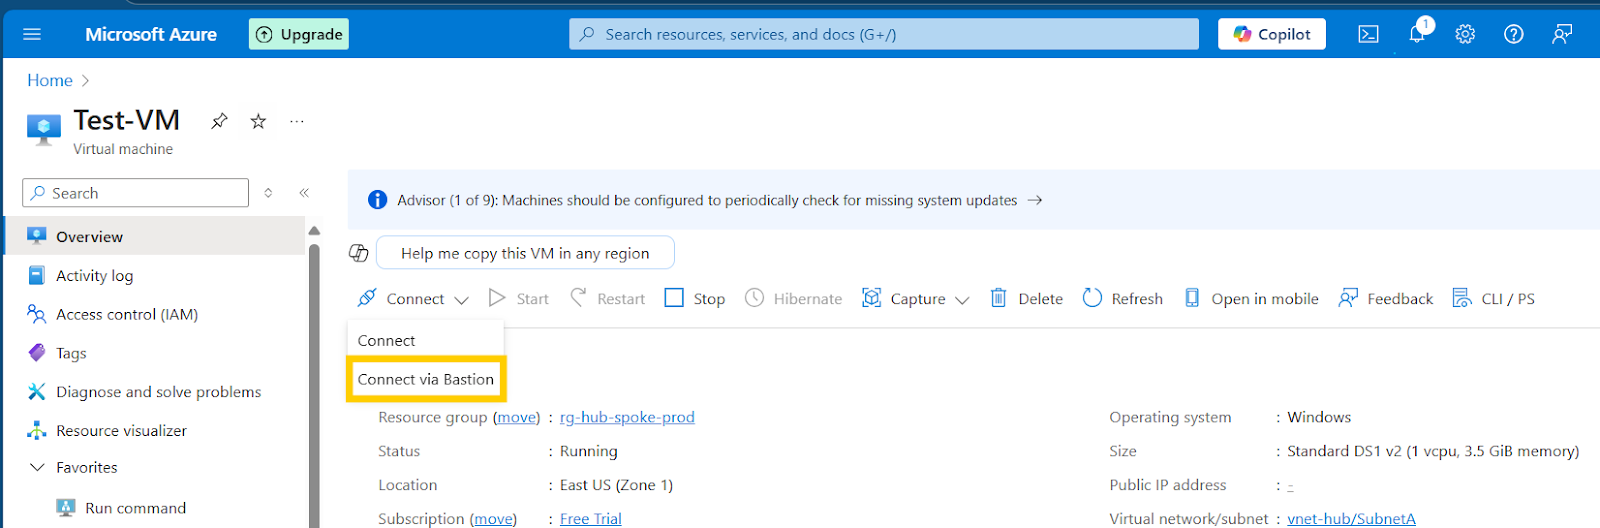 Microsoft Azure Upgrade Search resources, services, and docs (G+/) Copilot 1
Home >
Test-VM ...
Virtual machine
Search
Advisor (1 of 9): Machines should be configured to periodically check for missing system updates →
Overview
Help me copy this VM in any region
Activity log
Connect Start Restart Stop Hibernate Capture Delete Refresh Open in mobile Feedback CLI / PS
Access control (IAM)
Connect
Tags
Connect via Bastion
Diagnose and solve problems
Resource group (move) : rg-hub-spoke-prod Operating system : Windows
Resource visualizer
Status : Running Size : Standard DS1 v2 (1 vcpu, 3.5 GiB memory)
Favorites
Location : East US (Zone 1) Public IP address : -
Run command
Subscription (move) : Free Trial Virtual network/subnet : vnet-hub/SubnetA